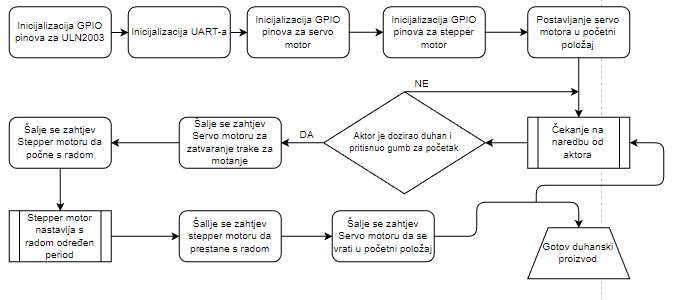 Inicijalizacija GPIO
pinova za ULN2003
Inicijalizacija UART-a
Inicijalizacija GPIO
pinova za servo
motor
Inicijalizacija GPIO
pinova za stepper
motor
Postavljanje servo
motora u početni
položaj
NE
Čekanje na
naredbu od
aktora
Aktor je dozirao duhan i
pritisnuo gumb za početak
DA
Šalje se zahtjev
Servo motoru za
zatvaranje trake za
motanje
Šalje se zahtjev
Stepper motoru da
počne s radom
Stepper motor
nastavlja s
radom određen
period
Šallje se zahtjev
stepper motoru da
prestane s radom
Šalje se zahtjev
Servo motoru da se
vrati u početni položaj
Gotov duhanski
proizvod